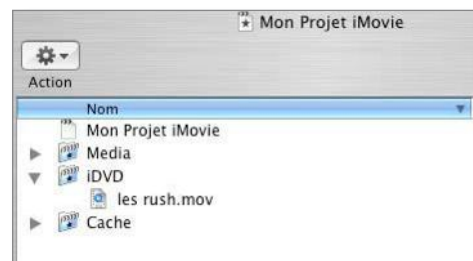 Mon Projet iMovie
Action
Nom
Mon Projet iMovie
Media
iDVD
les rush.mov
Cache